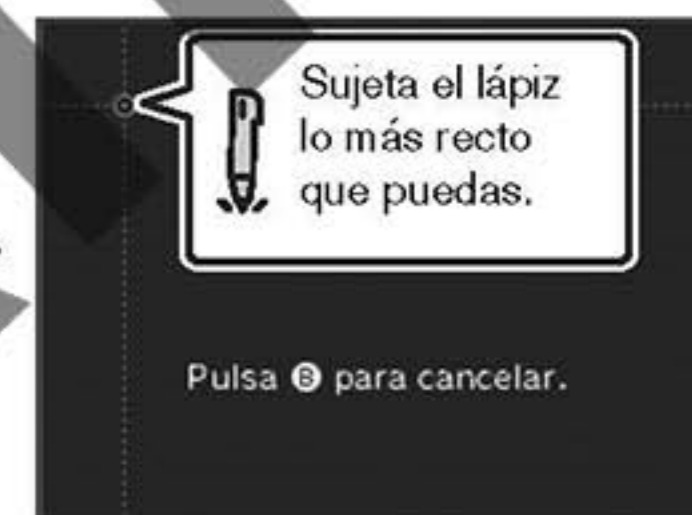 Sujeta el lápiz
lo más recto
que puedas.
Pulsa Ⓑ para cancelar.